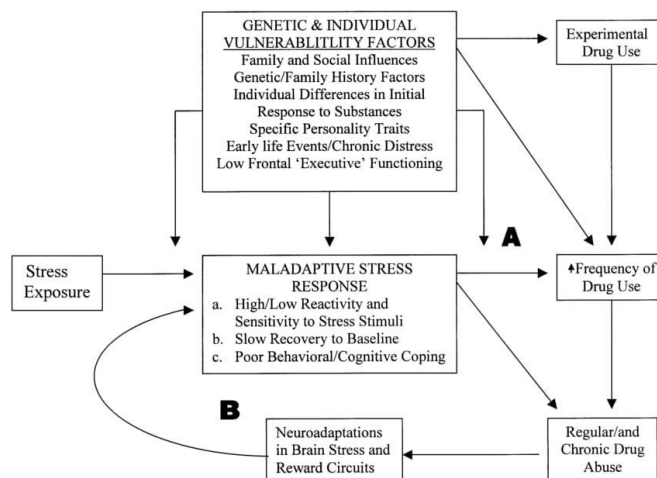 GENETIC & INDIVIDUAL
VULNERABLITLITY FACTORS
Family and Social Influences
Genetic/Family History Factors
Individual Differences in Initial
Response to Substances
Specific Personality Traits
Early life Events/Chronic Distress
Low Frontal ‘Executive’ Functioning
Experimental
Drug Use
A
Stress
Exposure
MALADAPTIVE STRESS
RESPONSE
a. High/Low Reactivity and
Sensitivity to Stress Stimuli
b. Slow Recovery to Baseline
c. Poor Behavioral/Cognitive Coping
Frequency of
Drug Use
B
Neuroadaptations
in Brain Stress and
Reward Circuits
Regular/and
Chronic Drug
Abuse